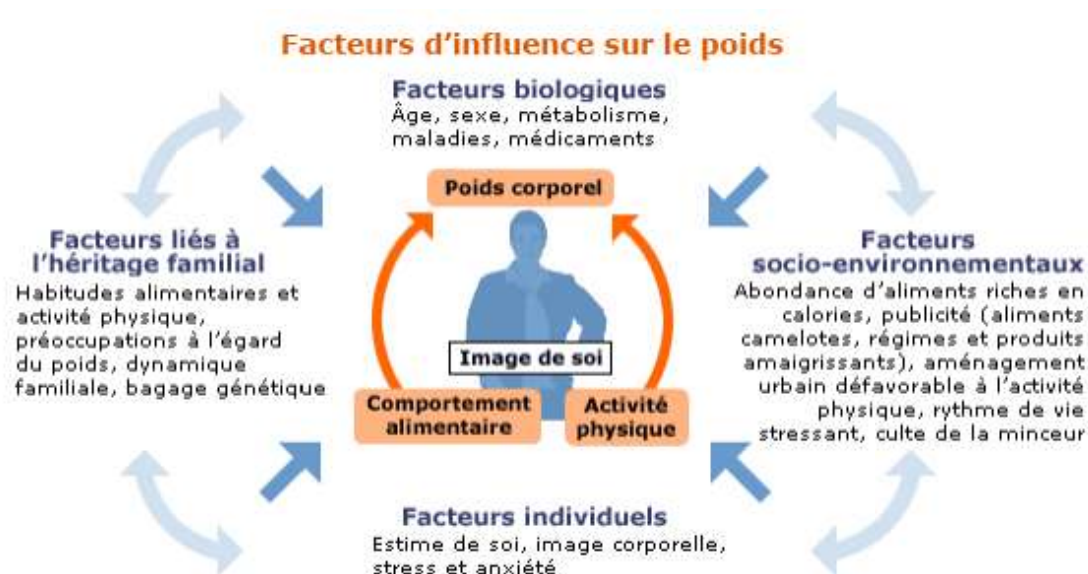 Facteurs d'influence sur le poids
Facteurs biologiques
Âge, sexe, métabolisme,
maladies, médicaments
Poids corporel
Facteurs liés à
l'héritage familial
Habitudes alimentaires et
activité physique,
préoccupations à l'égard
du poids, dynamique
familiale, bagage génétique
Image de soi
Comportement
alimentaire
Activité
physique
Facteurs
socio-environnementaux
Abondance d'aliments riches en
calories, publicité (aliments
camelotes, régimes et produits
amaigrissants), aménagement
urbain défavorable à l'activité
physique, rythme de vie
stressant, culte de la minceur
Facteurs individuels
Estime de soi, image corporelle,
stress et anxiété